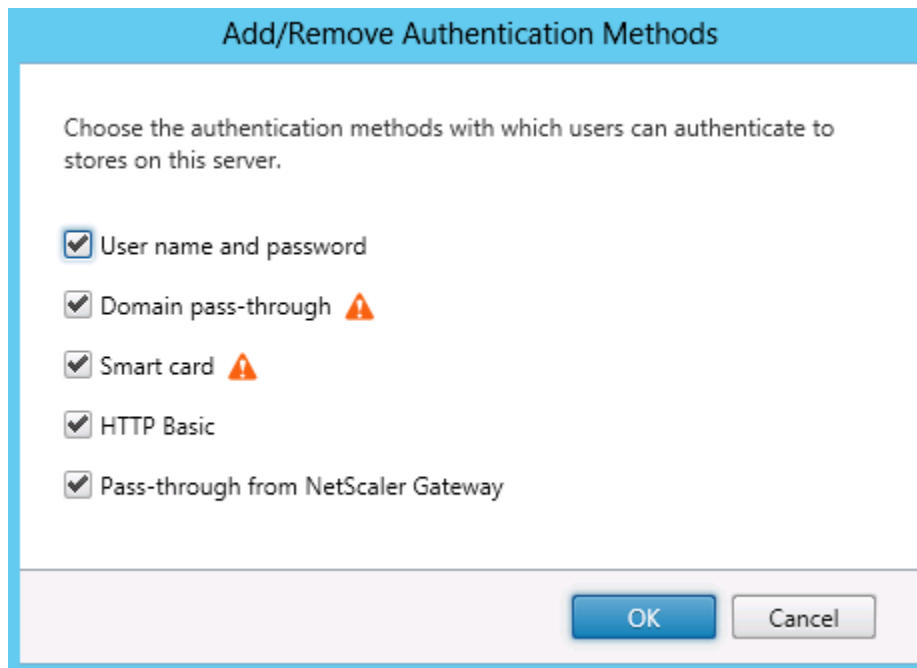 Add/Remove Authentication Methods
Choose the authentication methods with which users can authenticate to
stores on this server.
User name and password
Domain pass-through
Smart card
HTTP Basic
Pass-through from NetScaler Gateway
OK
Cancel